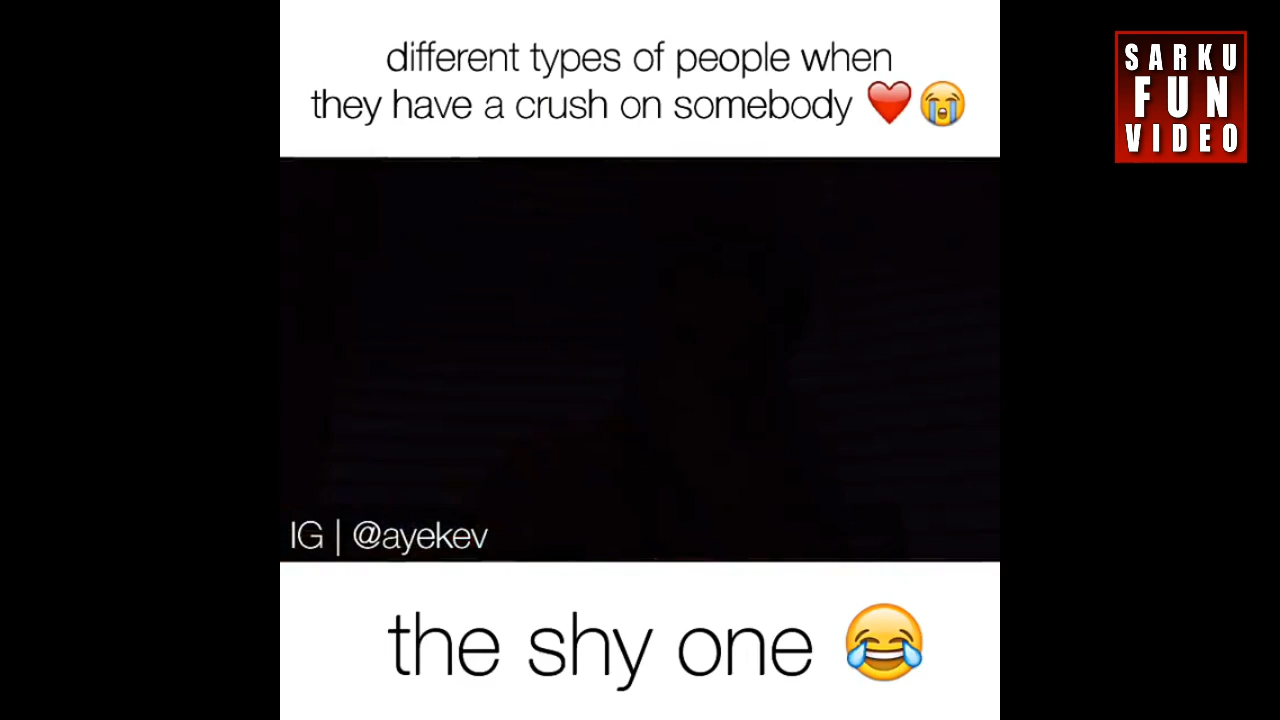 different types of people when
they have a crush on somebody ❤️😭
SARKU
FUN
VIDEO
IG | @ayekev
the shy one 😂